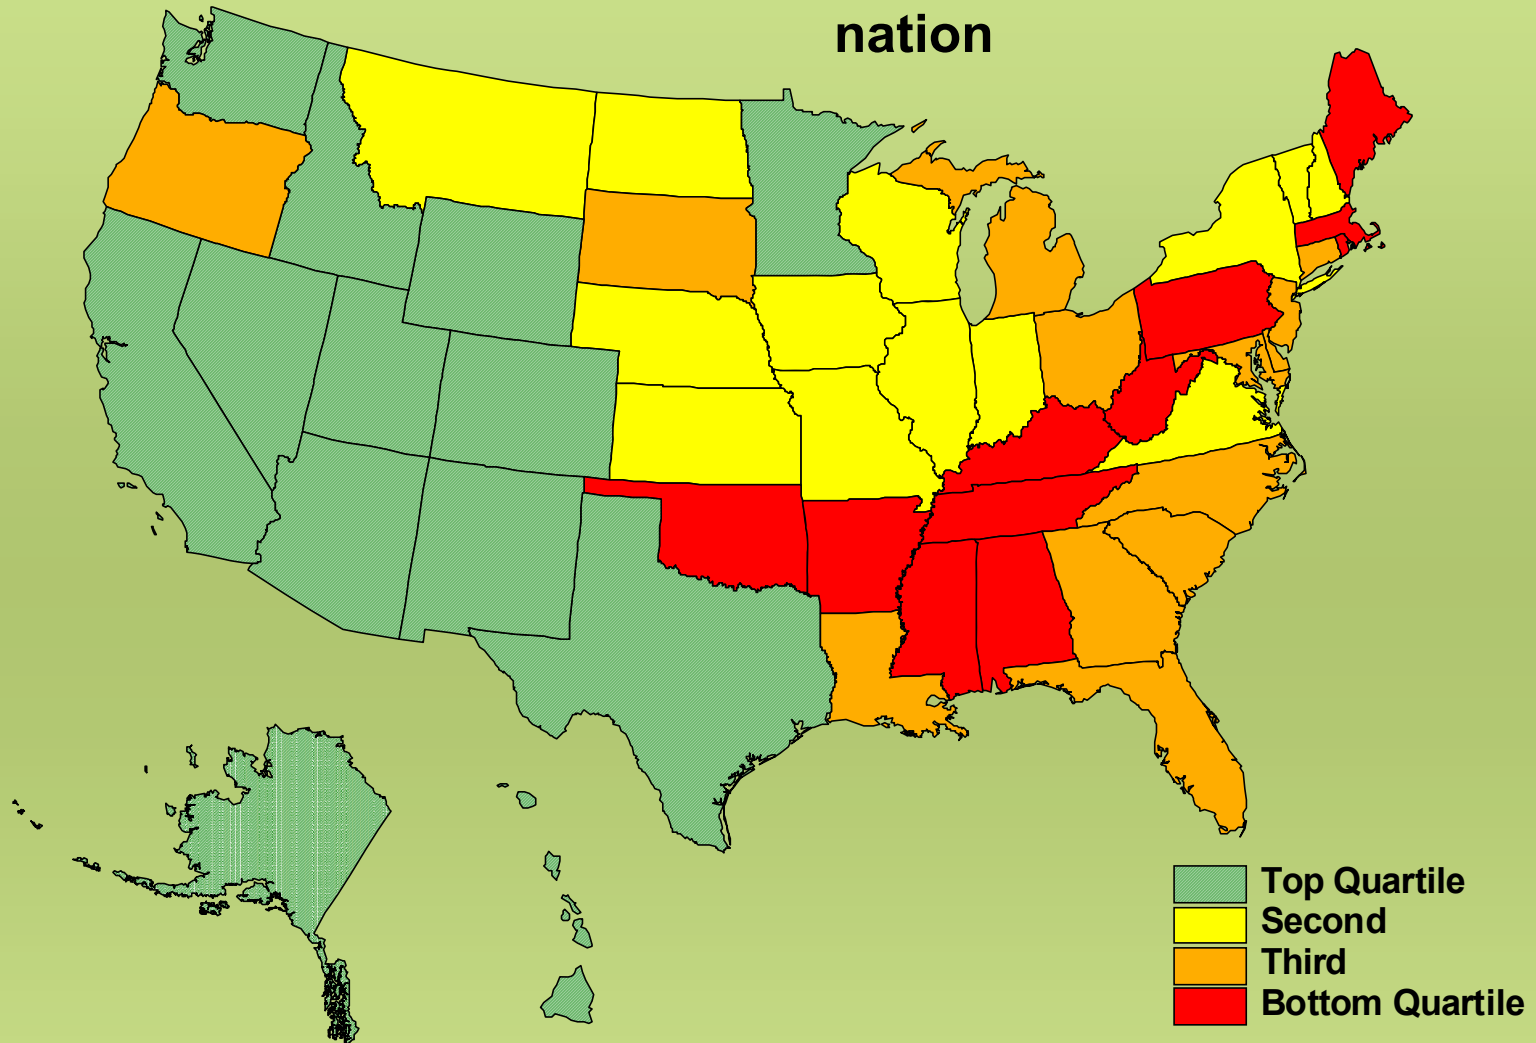 nation
Top Quartile
Second
Third
Bottom Quartile